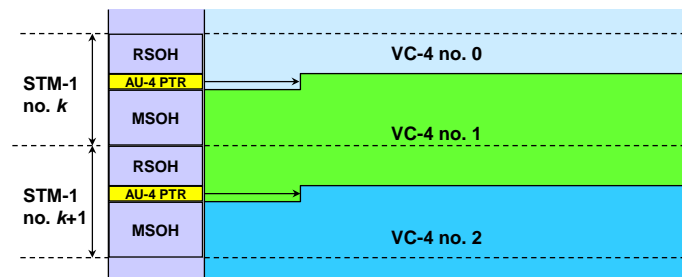 RSOH
VC-4 no. 0
STM-1
no. k
AU-4 PTR
MSOH
VC-4 no. 1
RSOH
STM-1
no. k+1
AU-4 PTR
MSOH
VC-4 no. 2